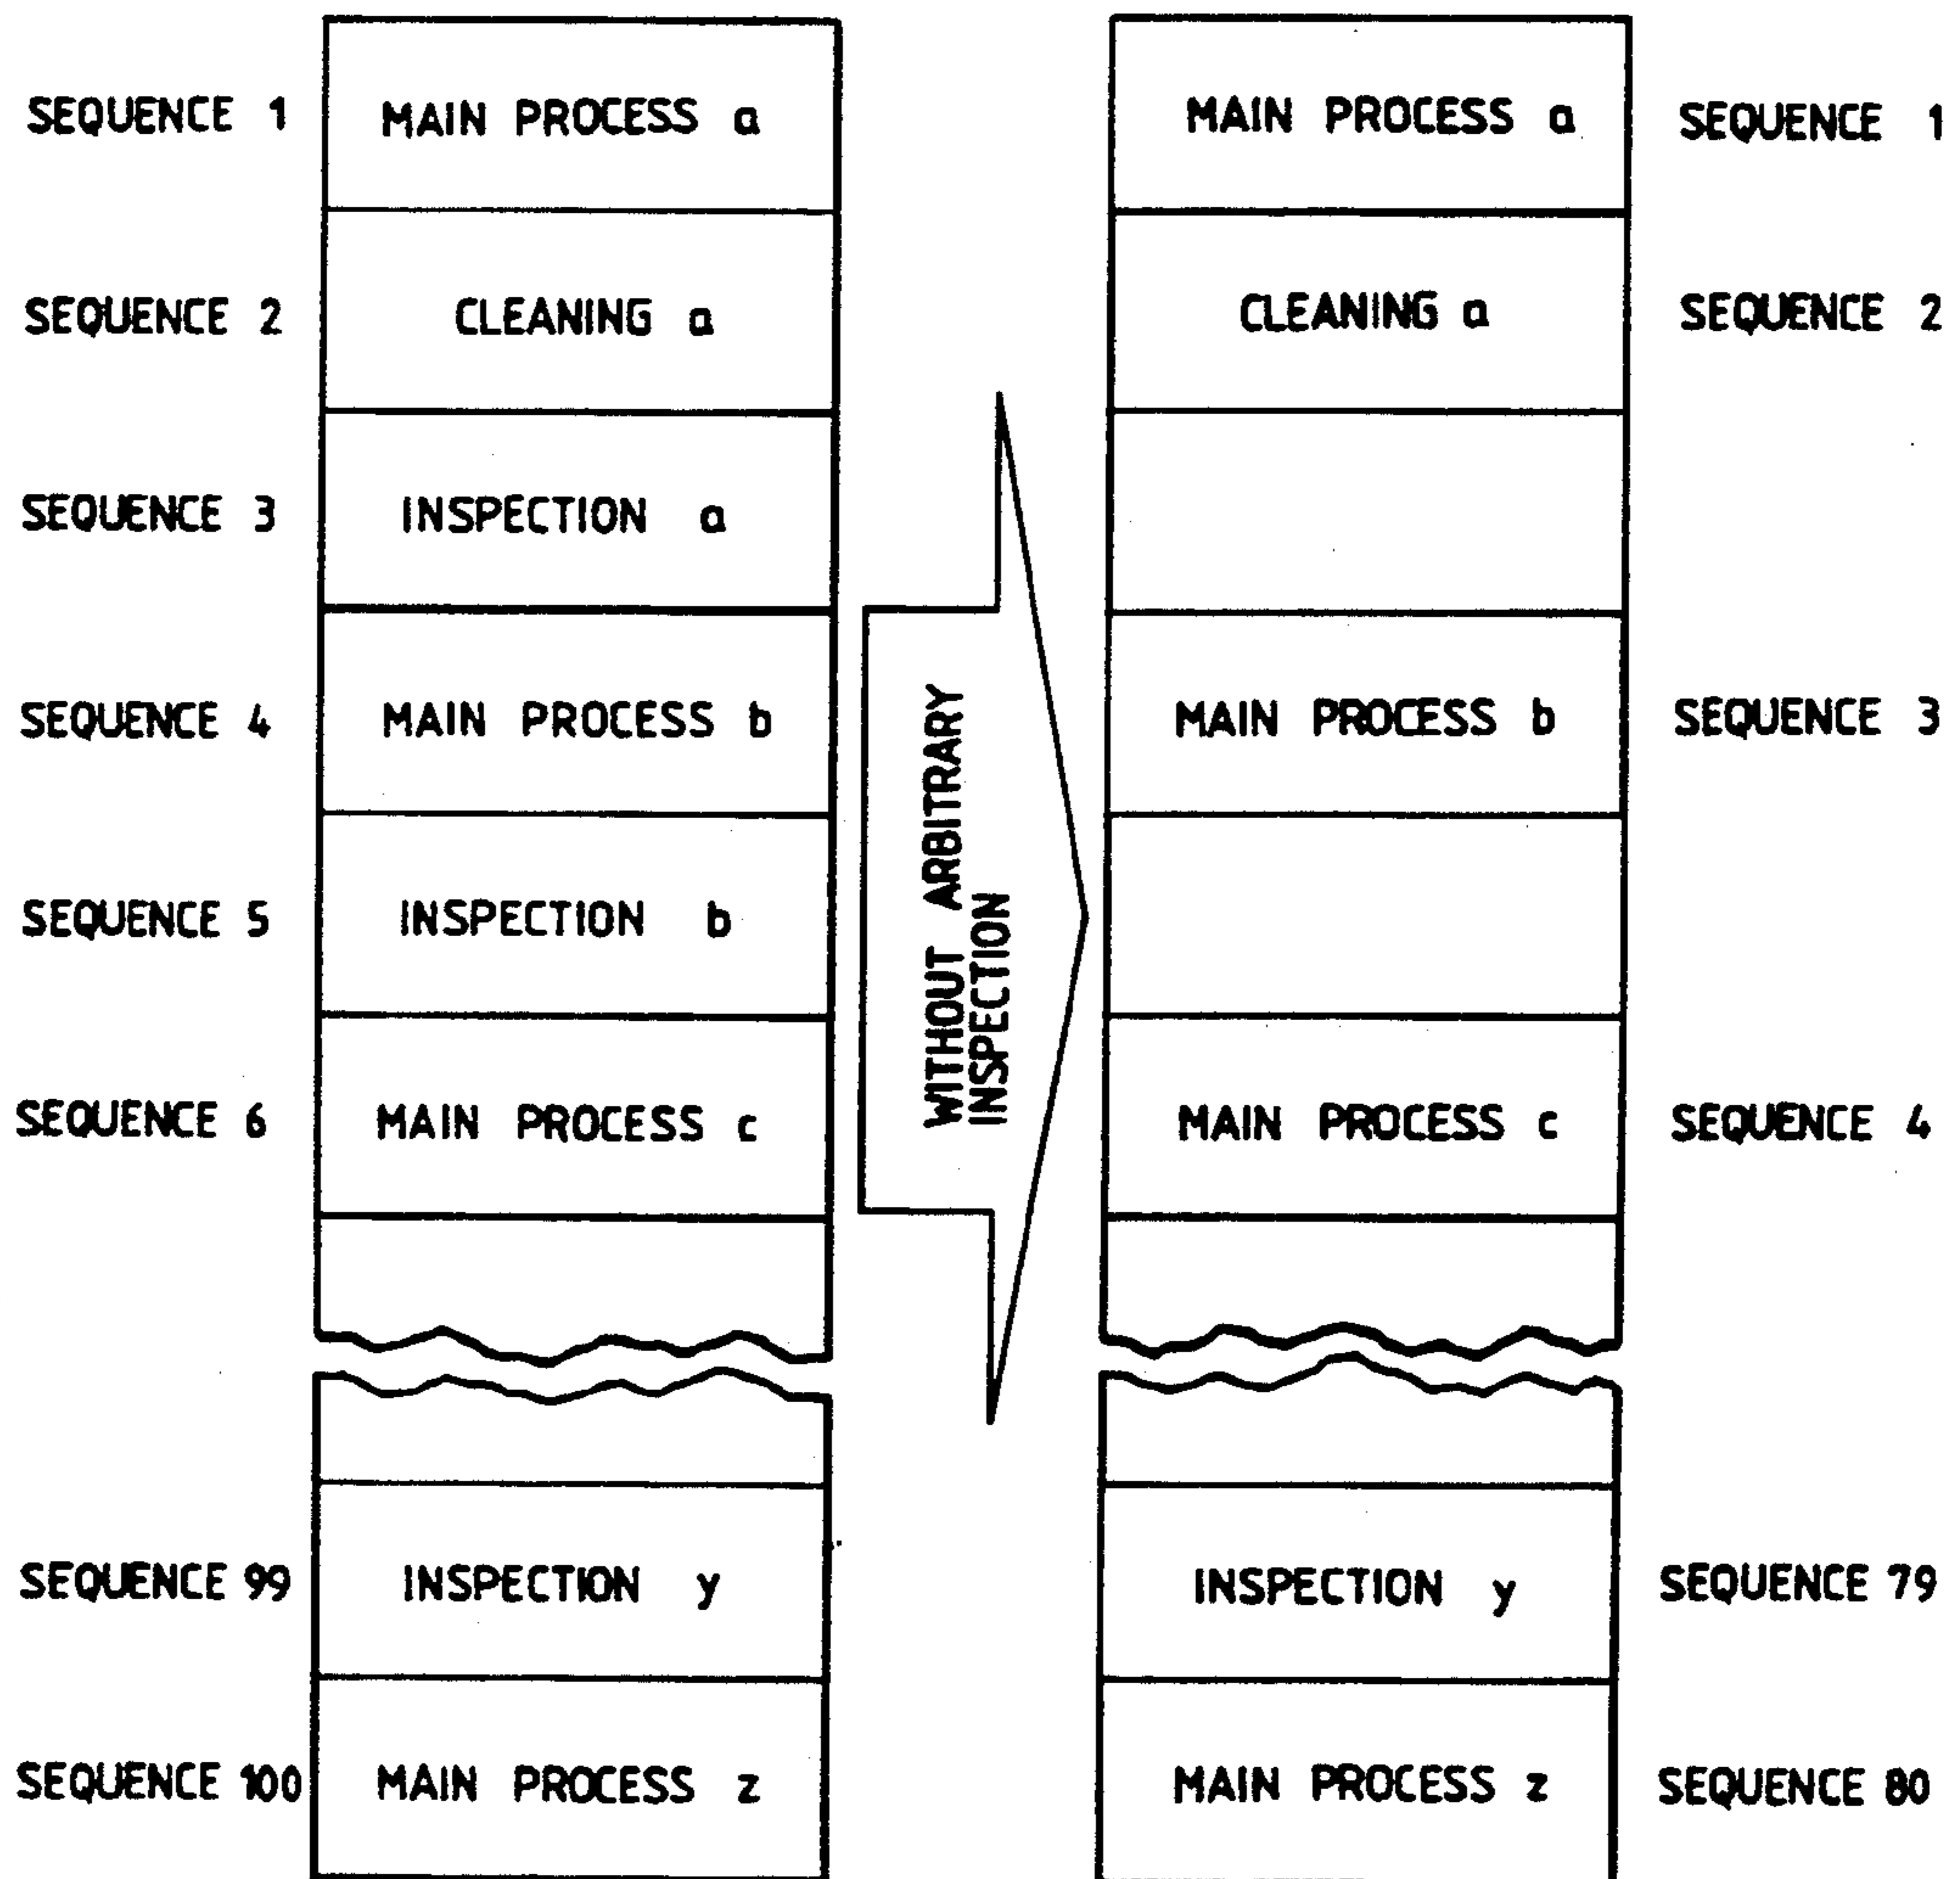 SEQUENCE 1 MAIN PROCESS a MAIN PROCESS a SEQUENCE 1
SEQUENCE 2 CLEANING a CLEANING a SEQUENCE 2
SEQUENCE 3 INSPECTION a
SEQUENCE 4 MAIN PROCESS b MAIN PROCESS b SEQUENCE 3
WITHOUT ARBITRARY
INSPECTION
SEQUENCE 5 INSPECTION b
SEQUENCE 6 MAIN PROCESS c MAIN PROCESS c SEQUENCE 4
SEQUENCE 99 INSPECTION y INSPECTION y SEQUENCE 79
SEQUENCE 100 MAIN PROCESS z MAIN PROCESS z SEQUENCE 80